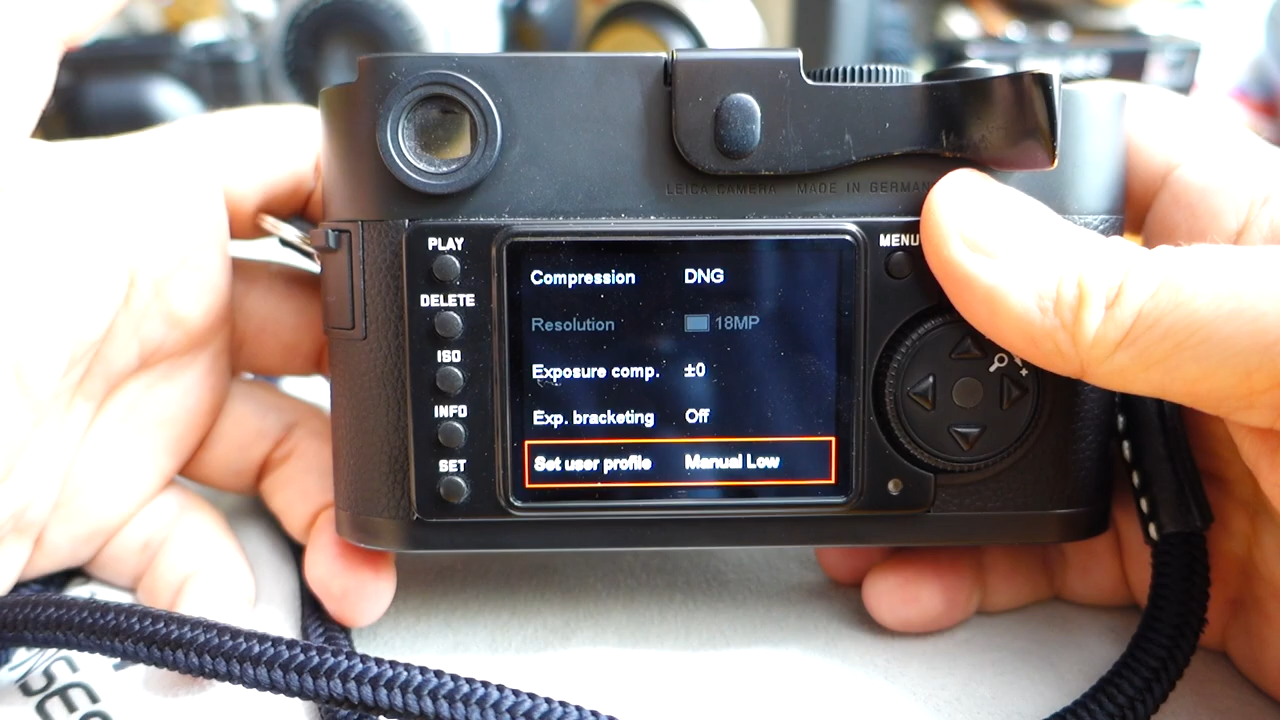 LEICA CAMERA MADE IN GERMAN
PLAY
DELETE
ISO
INFO
SET
MENU
Compression DNG
Resolution 18MP
Exposure comp. ±0
Exp. bracketing Off
Set user profile Manual Low